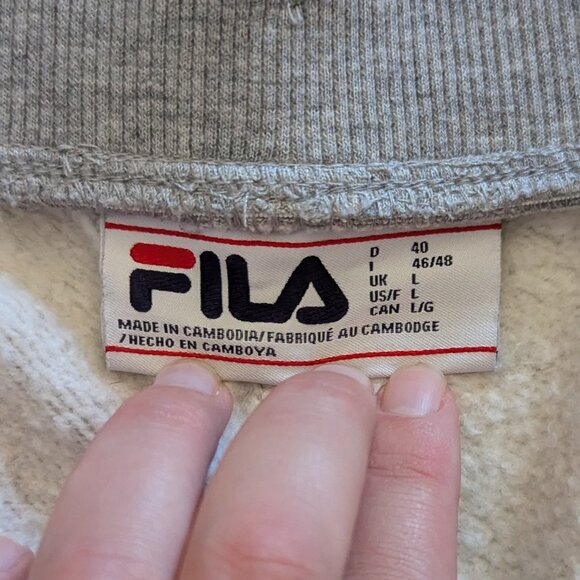 FILA
D 40
I 46/48
UK L
US/F L
CAN L/G
MADE IN CAMBODIA/FABRIQUÉ AU CAMBODGE
/HECHO EN CAMBOYA